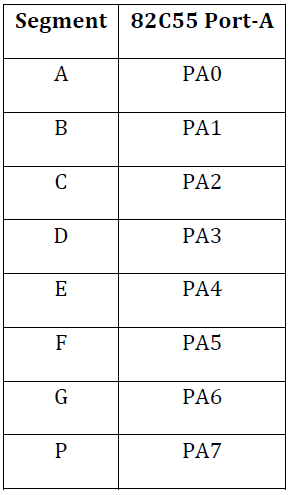 Segment 82C55 Port-A
A PA0
B PA1
C PA2
D PA3
E PA4
F PA5
G PA6
P PA7